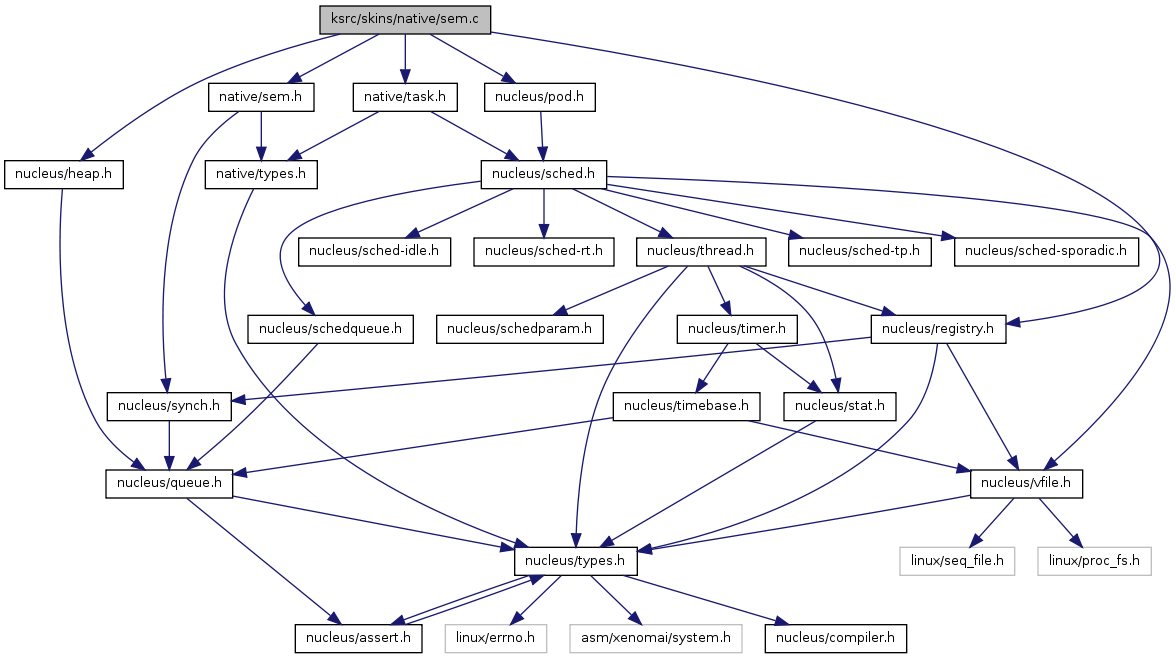 ksrc/skins/native/sem.c
native/sem.h
native/task.h
nucleus/pod.h
nucleus/heap.h
native/types.h
nucleus/sched.h
nucleus/sched-idle.h
nucleus/sched-rt.h
nucleus/thread.h
nucleus/sched-tp.h
nucleus/sched-sporadic.h
nucleus/schedqueue.h
nucleus/schedparam.h
nucleus/timer.h
nucleus/registry.h
nucleus/synch.h
nucleus/timebase.h
nucleus/stat.h
nucleus/queue.h
nucleus/vfile.h
nucleus/types.h
linux/seq_file.h
linux/proc_fs.h
nucleus/assert.h
linux/errno.h
asm/xenomai/system.h
nucleus/compiler.h